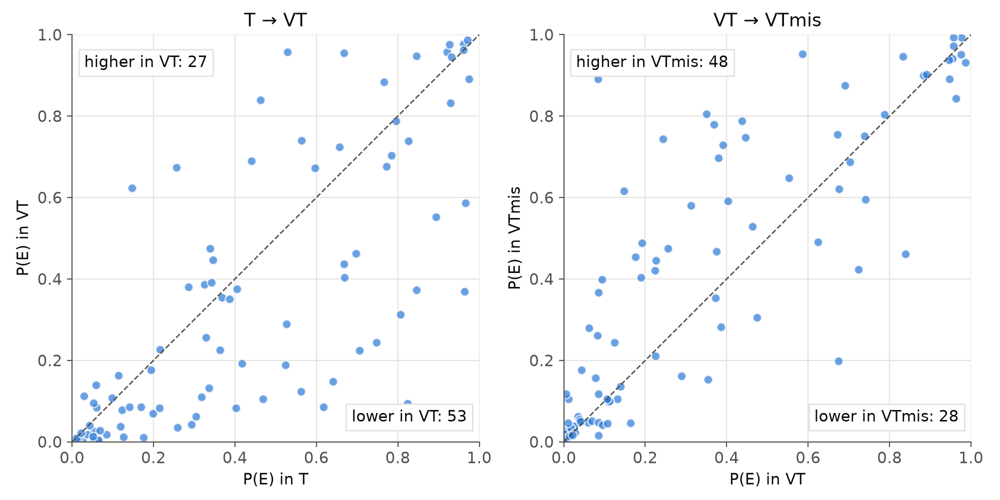 T → VT
1.0
0.8
0.6
0.4
0.2
0.0
P(E) in VT
higher in VT: 27
lower in VT: 53
0.0 0.2 0.4 0.6 0.8 1.0
P(E) in T
VT → VTmis
1.0
0.8
0.6
0.4
0.2
0.0
P(E) in VTmis
higher in VTmis: 48
lower in VTmis: 28
0.0 0.2 0.4 0.6 0.8 1.0
P(E) in VT